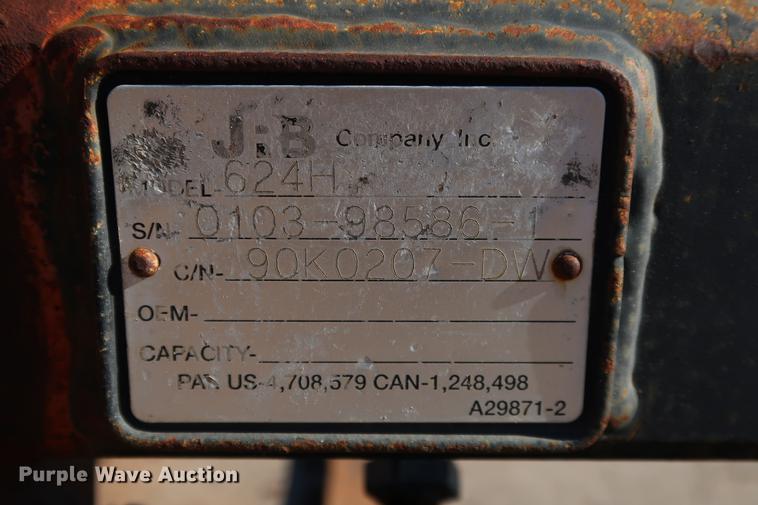 JRB Company, Inc.
MODEL- 624H
S/N- 0103-98586-1
C/N- 90K0207-DW
OEM-
CAPACITY-
PAT. US-4,708,579 CAN-1,248,498
A29871-2
Purple Wave Auction